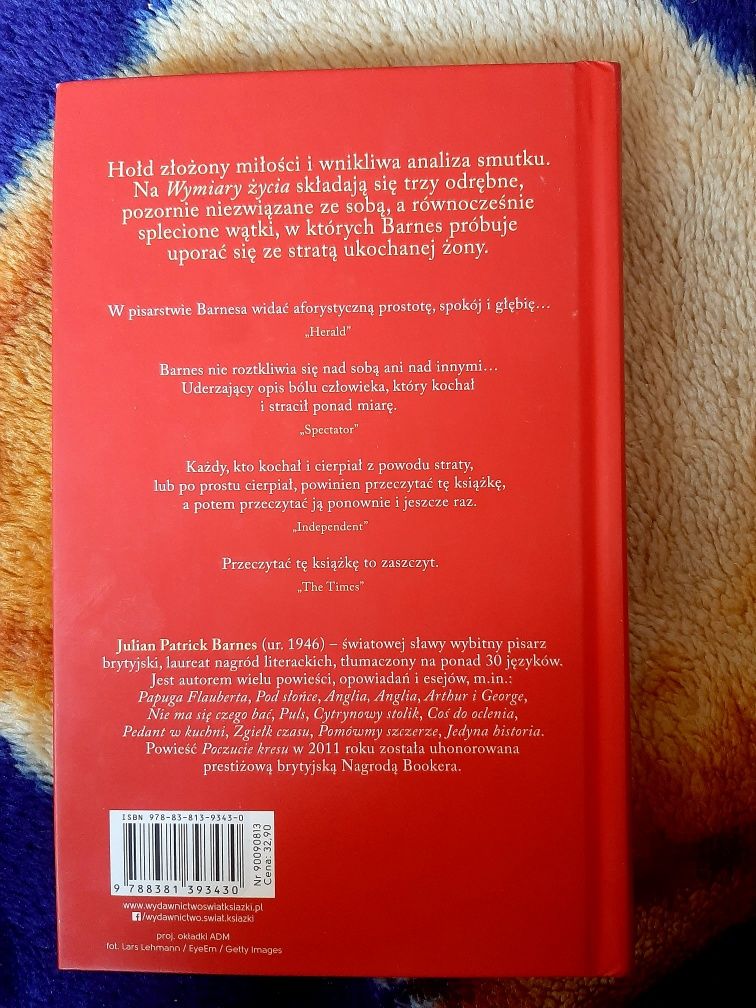 Hołd złożony miłości i wnikliwa analiza smutku.
Na Wymiary życia składają się trzy odrębne,
pozornie niezwiązane ze sobą, a równocześnie
splecione wątki, w których Barnes próbuje
uporać się ze stratą ukochanej żony.
W pisarstwie Barnesa widać aforystyczną prostotę, spokój i głębię...
„Herald”
Barnes nie roztkliwia się nad sobą ani nad innymi...
Uderzający opis bólu człowieka, który kochał
i stracił ponad miarę.
„Spectator”
Każdy, kto kochał i cierpiał z powodu straty,
lub po prostu cierpiał, powinien przeczytać tę książkę,
a potem przeczytać ją ponownie i jeszcze raz.
„Independent”
Przeczytać tę książkę to zaszczyt.
„The Times”
Julian Patrick Barnes (ur. 1946) – światowej sławy wybitny pisarz
brytyjski, laureat nagród literackich, tłumaczony na ponad 30 języków.
Jest autorem wielu powieści, opowiadań i esejów, m.in.:
Papuga Flauberta, Pod słońce, Anglia, Anglia, Arthur i George,
Nie ma się czego bać, Puls, Cytrynowy stolik, Coś do oclenia,
Pedant w kuchni, Zgiełk czasu, Pomówmy szczerze, Jedyna historia.
Powieść Poczucie kresu w 2011 roku została uhonorowana
prestiżową brytyjską Nagrodą Bookera.
ISBN 978-83-813-9343-0
9 788381 393430
Nr 90090813
Cena: 32,90
www.wydawnictwoswiatksiazki.pl
f/wydawnictwo.swiat.ksiazki
proj. okładki ADM
fot. Lars Lehmann / EyeEm / Getty Images